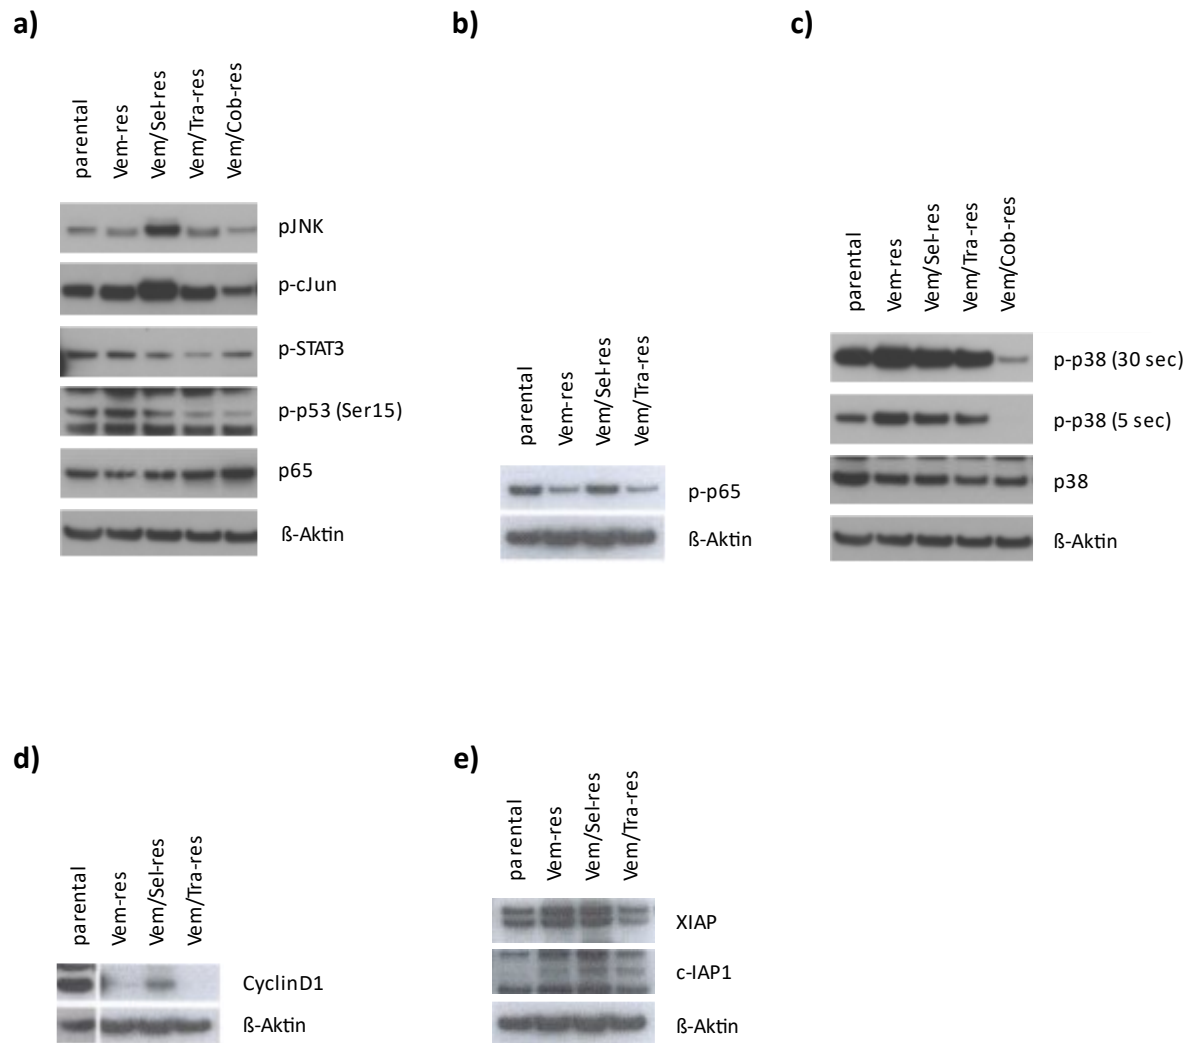 a)
parental
Vem-res
Vem/Sel-res
Vem/Tra-res
Vem/Cob-res
pJNK
p-cJun
p-STAT3
p-p53 (Ser15)
p65
ß-Aktin
b)
parental
Vem-res
Vem/Sel-res
Vem/Tra-res
p-p65
ß-Aktin
c)
parental
Vem-res
Vem/Sel-res
Vem/Tra-res
Vem/Cob-res
p-p38 (30 sec)
p-p38 (5 sec)
p38
ß-Aktin
d)
parental
Vem-res
Vem/Sel-res
Vem/Tra-res
CyclinD1
ß-Aktin
e)
parental
Vem-res
Vem/Sel-res
Vem/Tra-res
XIAP
c-IAP1
ß-Aktin